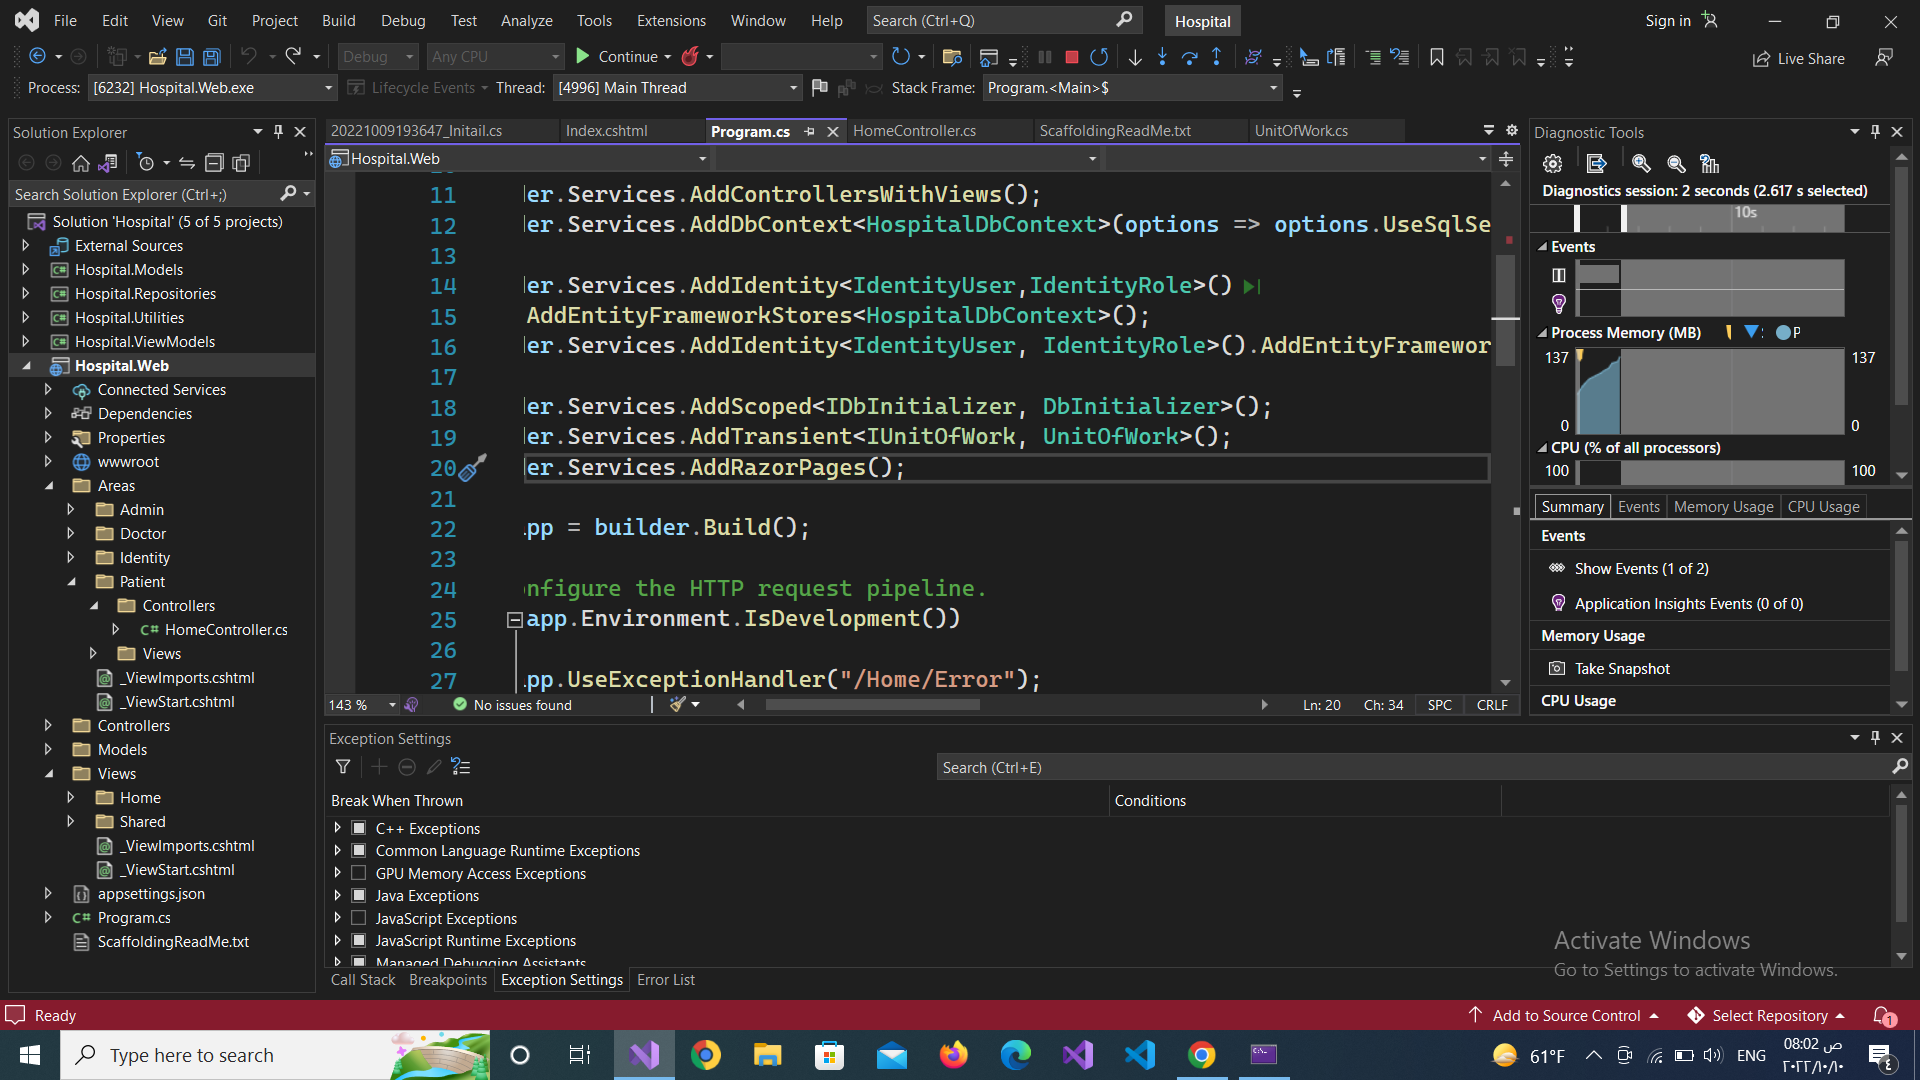 File Edit View Git Project Build Debug Test Analyze Tools Extensions Window Help Search (Ctrl+Q) Hospital Sign in
Debug Any CPU Continue Live Share
Process: [6232] Hospital.Web.exe Lifecycle Events Thread: [4996] Main Thread Stack Frame: Program.<Main>$
Solution Explorer
Search Solution Explorer (Ctrl+;)
Solution 'Hospital' (5 of 5 projects)
External Sources
Hospital.Models
Hospital.Repositories
Hospital.Utilities
Hospital.ViewModels
Hospital.Web
Connected Services
Dependencies
Properties
wwwroot
Areas
Admin
Doctor
Identity
Patient
Controllers
C# HomeController.cs
Views
_ViewImports.cshtml
_ViewStart.cshtml
Controllers
Models
Views
Home
Shared
_ViewImports.cshtml
_ViewStart.cshtml
appsettings.json
C# Program.cs
ScaffoldingReadMe.txt
20221009193647_Initail.cs Index.cshtml Program.cs HomeController.cs ScaffoldingReadMe.txt UnitOfWork.cs
Hospital.Web
11 er.Services.AddControllersWithViews();
12 er.Services.AddDbContext<HospitalDbContext>(options => options.UseSqlSe
13
14 er.Services.AddIdentity<IdentityUser,IdentityRole>()
15 AddEntityFrameworkStores<HospitalDbContext>();
16 er.Services.AddIdentity<IdentityUser, IdentityRole>().AddEntityFramewor
17
18 er.Services.AddScoped<IDbInitializer, DbInitializer>();
19 er.Services.AddTransient<IUnitOfWork, UnitOfWork>();
20 er.Services.AddRazorPages();
21
22 pp = builder.Build();
23
24 nfigure the HTTP request pipeline.
25 app.Environment.IsDevelopment())
26
27 pp.UseExceptionHandler("/Home/Error");
143 % No issues found Ln: 20 Ch: 34 SPC CRLF
Exception Settings
Search (Ctrl+E)
Break When Thrown Conditions
C++ Exceptions
Common Language Runtime Exceptions
GPU Memory Access Exceptions
Java Exceptions
JavaScript Exceptions
JavaScript Runtime Exceptions
Managed Debugging Assistants
Call Stack Breakpoints Exception Settings Error List
Diagnostic Tools
Diagnostics session: 2 seconds (2.617 s selected)
10s
Events
Process Memory (MB) P
137 137
0 0
CPU (% of all processors)
100 100
Summary Events Memory Usage CPU Usage
Events
Show Events (1 of 2)
Application Insights Events (0 of 0)
Memory Usage
Take Snapshot
CPU Usage
Activate Windows
Go to Settings to activate Windows.
Ready Add to Source Control Select Repository 1
Type here to search 61°F ENG 08:02 ص
٢٠٢٢/١٠/١٠ ٤